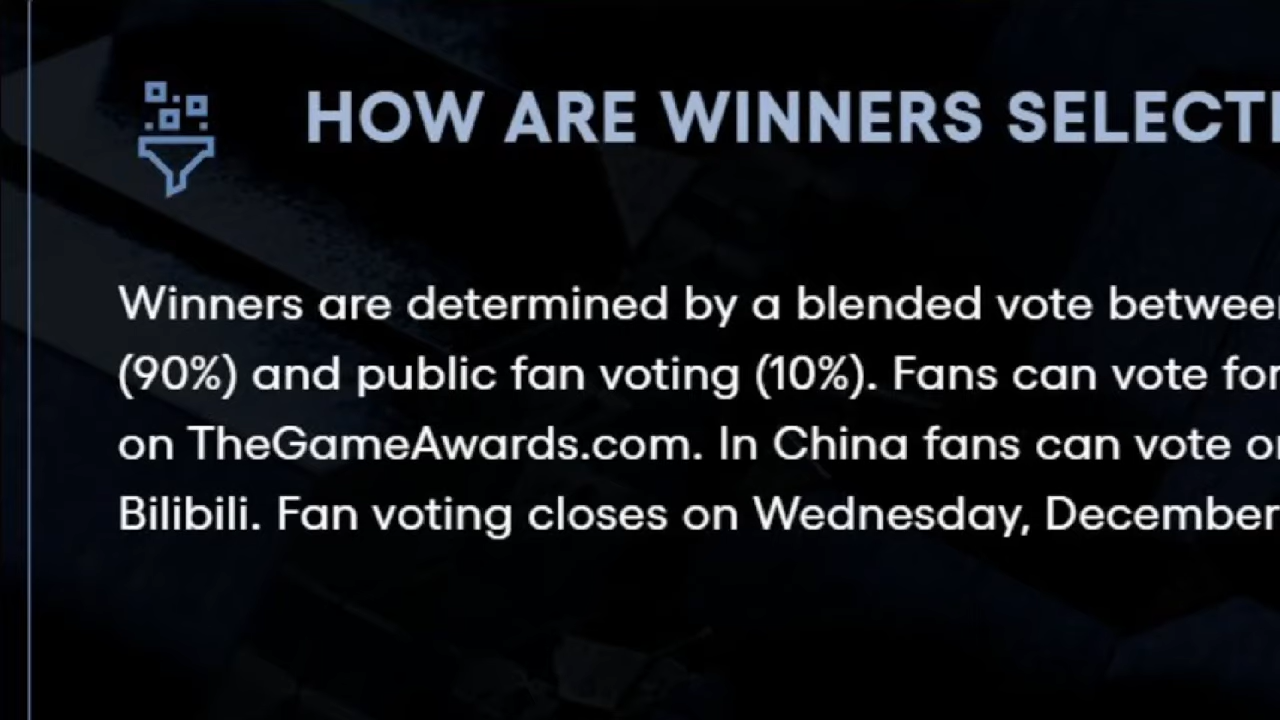 HOW ARE WINNERS SELECT
Winners are determined by a blended vote between
(90%) and public fan voting (10%). Fans can vote for
on TheGameAwards.com. In China fans can vote
Bilibili. Fan voting closes on Wednesday, December